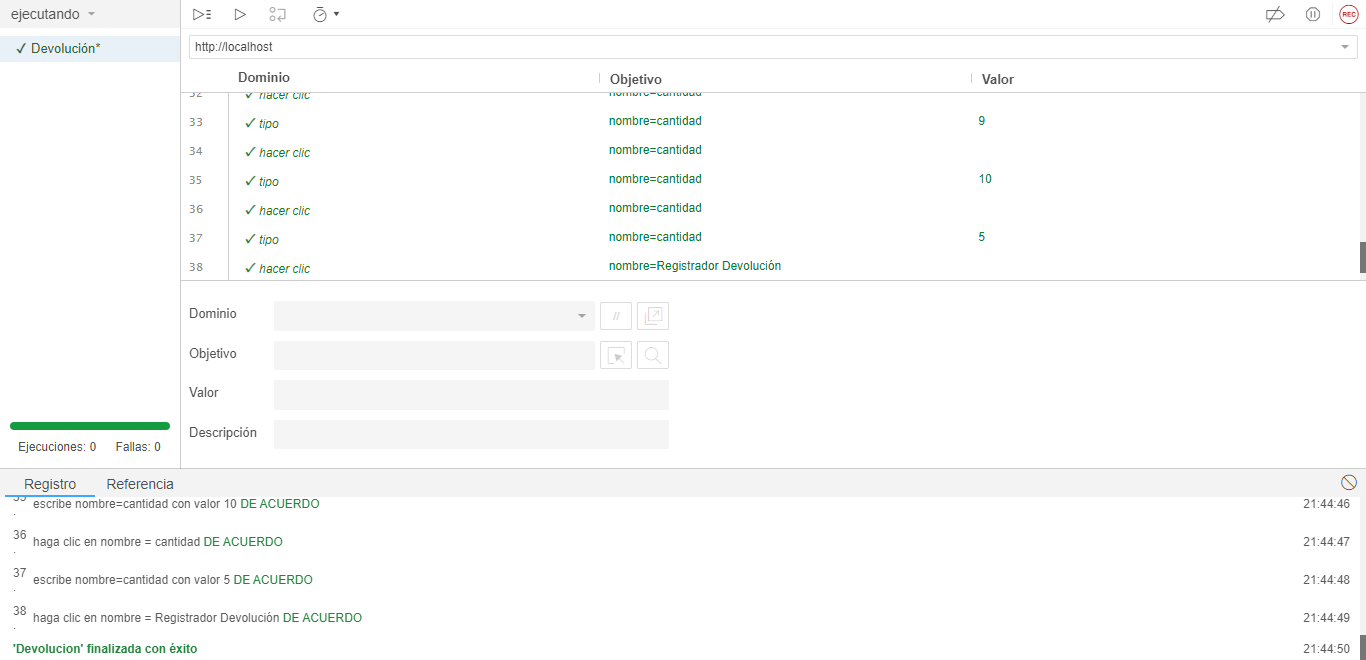 ejecutando
✓ Devolución*
REC
http://localhost
Dominio Objetivo Valor
32 ✓ hacer clic nombre=cantidad
33 ✓ tipo nombre=cantidad 9
34 ✓ hacer clic nombre=cantidad
35 ✓ tipo nombre=cantidad 10
36 ✓ hacer clic nombre=cantidad
37 ✓ tipo nombre=cantidad 5
38 ✓ hacer clic nombre=Registrador Devolución
Dominio //
Objetivo
Valor
Descripción
Ejecuciones: 0 Fallas: 0
Registro Referencia
35. escribe nombre=cantidad con valor 10 DE ACUERDO 21:44:46
36. haga clic en nombre = cantidad DE ACUERDO 21:44:47
37. escribe nombre=cantidad con valor 5 DE ACUERDO 21:44:48
38. haga clic en nombre = Registrador Devolución DE ACUERDO 21:44:49
'Devolucion' finalizada con éxito 21:44:50